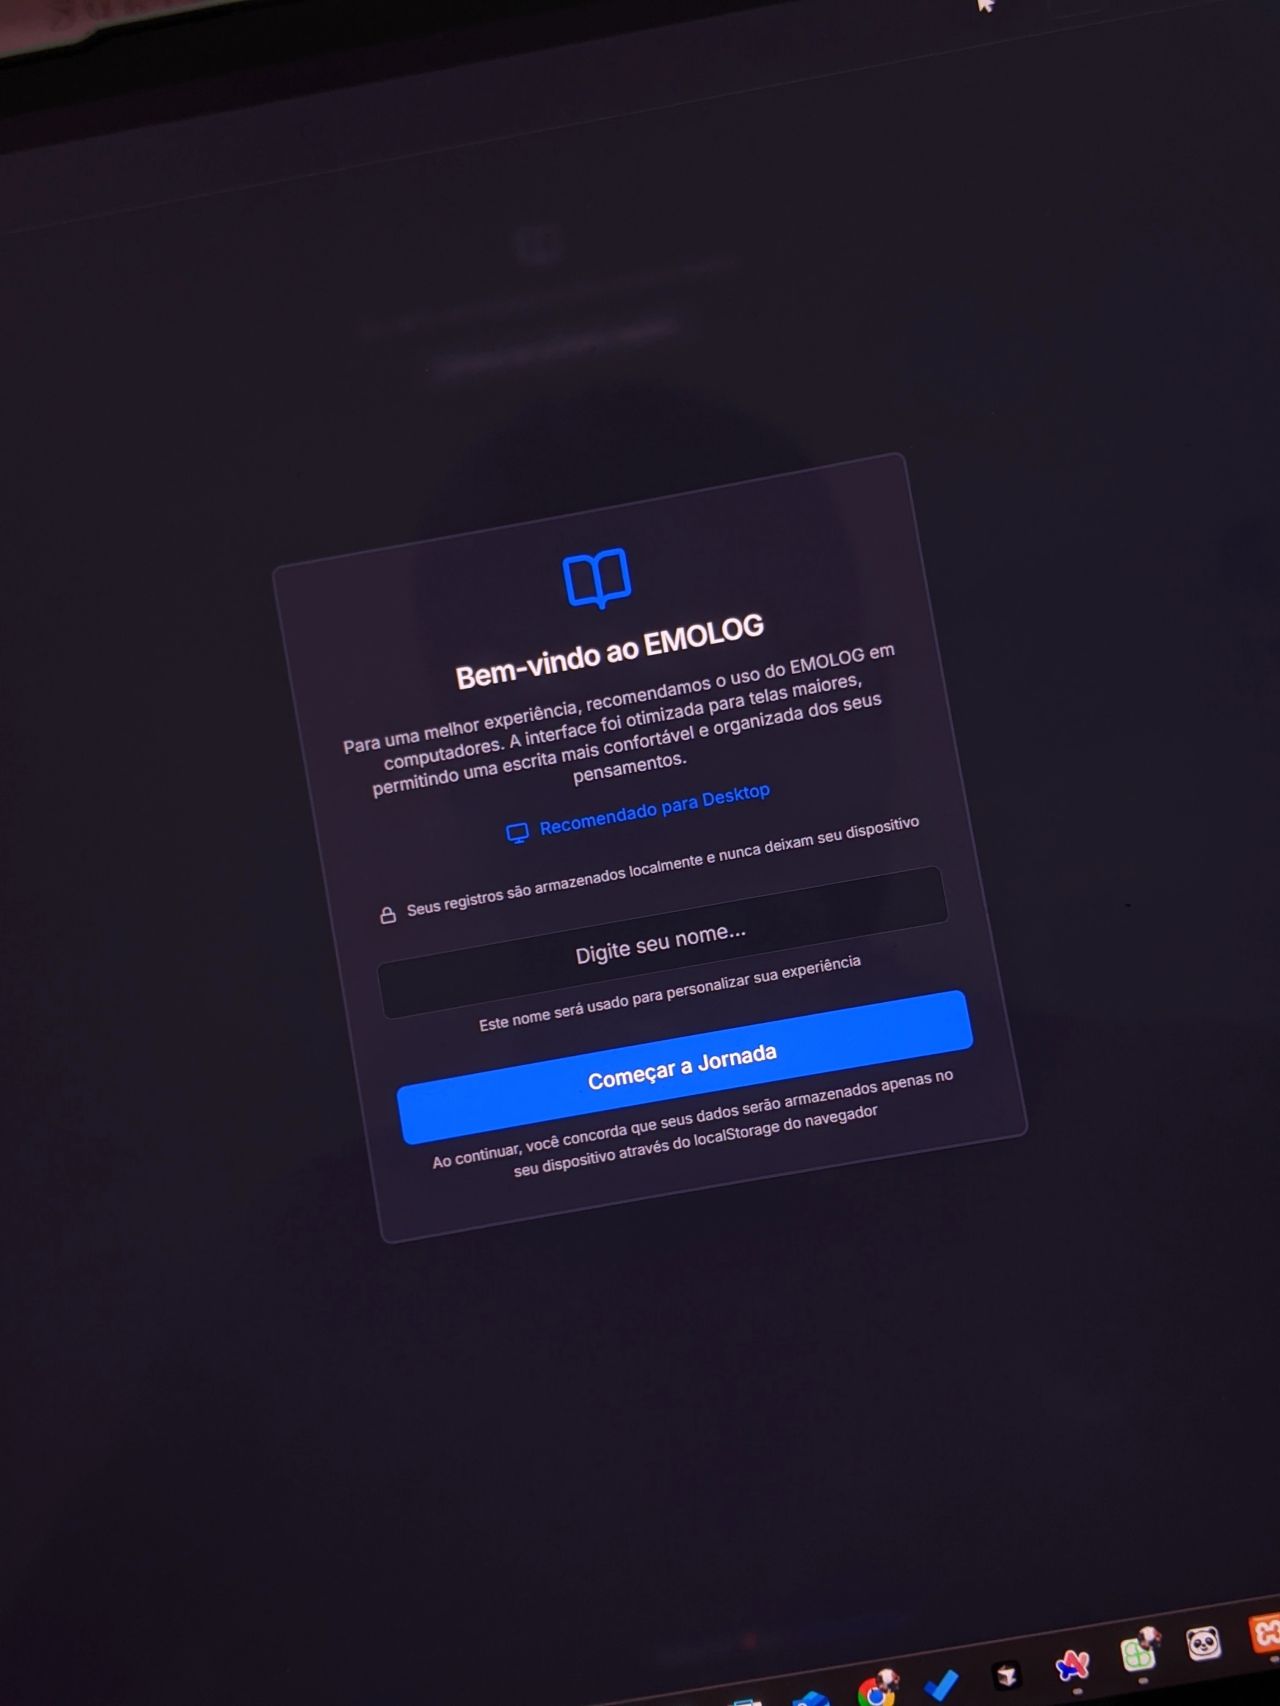 Bem-vindo ao EMOLOG
Para uma melhor experiência, recomendamos o uso do EMOLOG em
computadores. A interface foi otimizada para telas maiores,
permitindo uma escrita mais confortável e organizada dos seus
pensamentos.
Recomendado para Desktop
Seus registros são armazenados localmente e nunca deixam seu dispositivo
Digite seu nome...
Este nome será usado para personalizar sua experiência
Começar a Jornada
Ao continuar, você concorda que seus dados serão armazenados apenas no
seu dispositivo através do localStorage do navegador